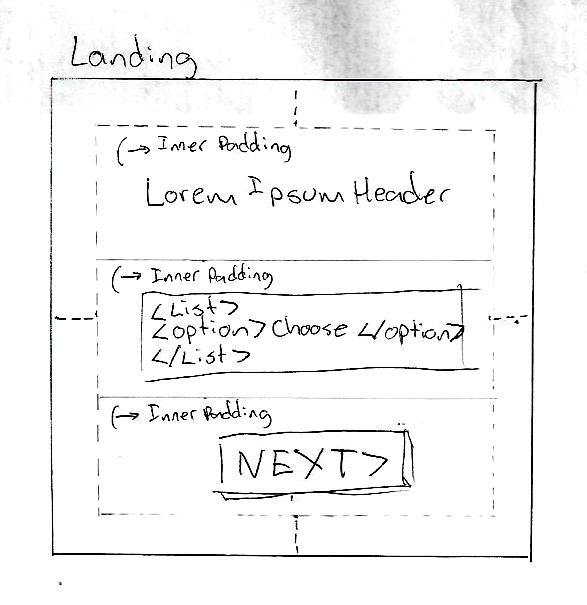 Landing
(→ Inner Padding
Lorem Ipsum Header
(→ Inner Padding
<List>
<option> Choose </option>
</List>
(→ Inner Padding
NEXT>